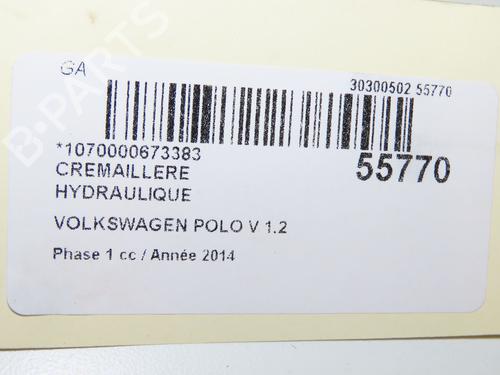 GA
30300502 55770
*1070000673383
55770
CREMAILLERE
HYDRAULIQUE
VOLKSWAGEN POLO V 1.2
Phase 1 cc / Année 2014
B-PARTS